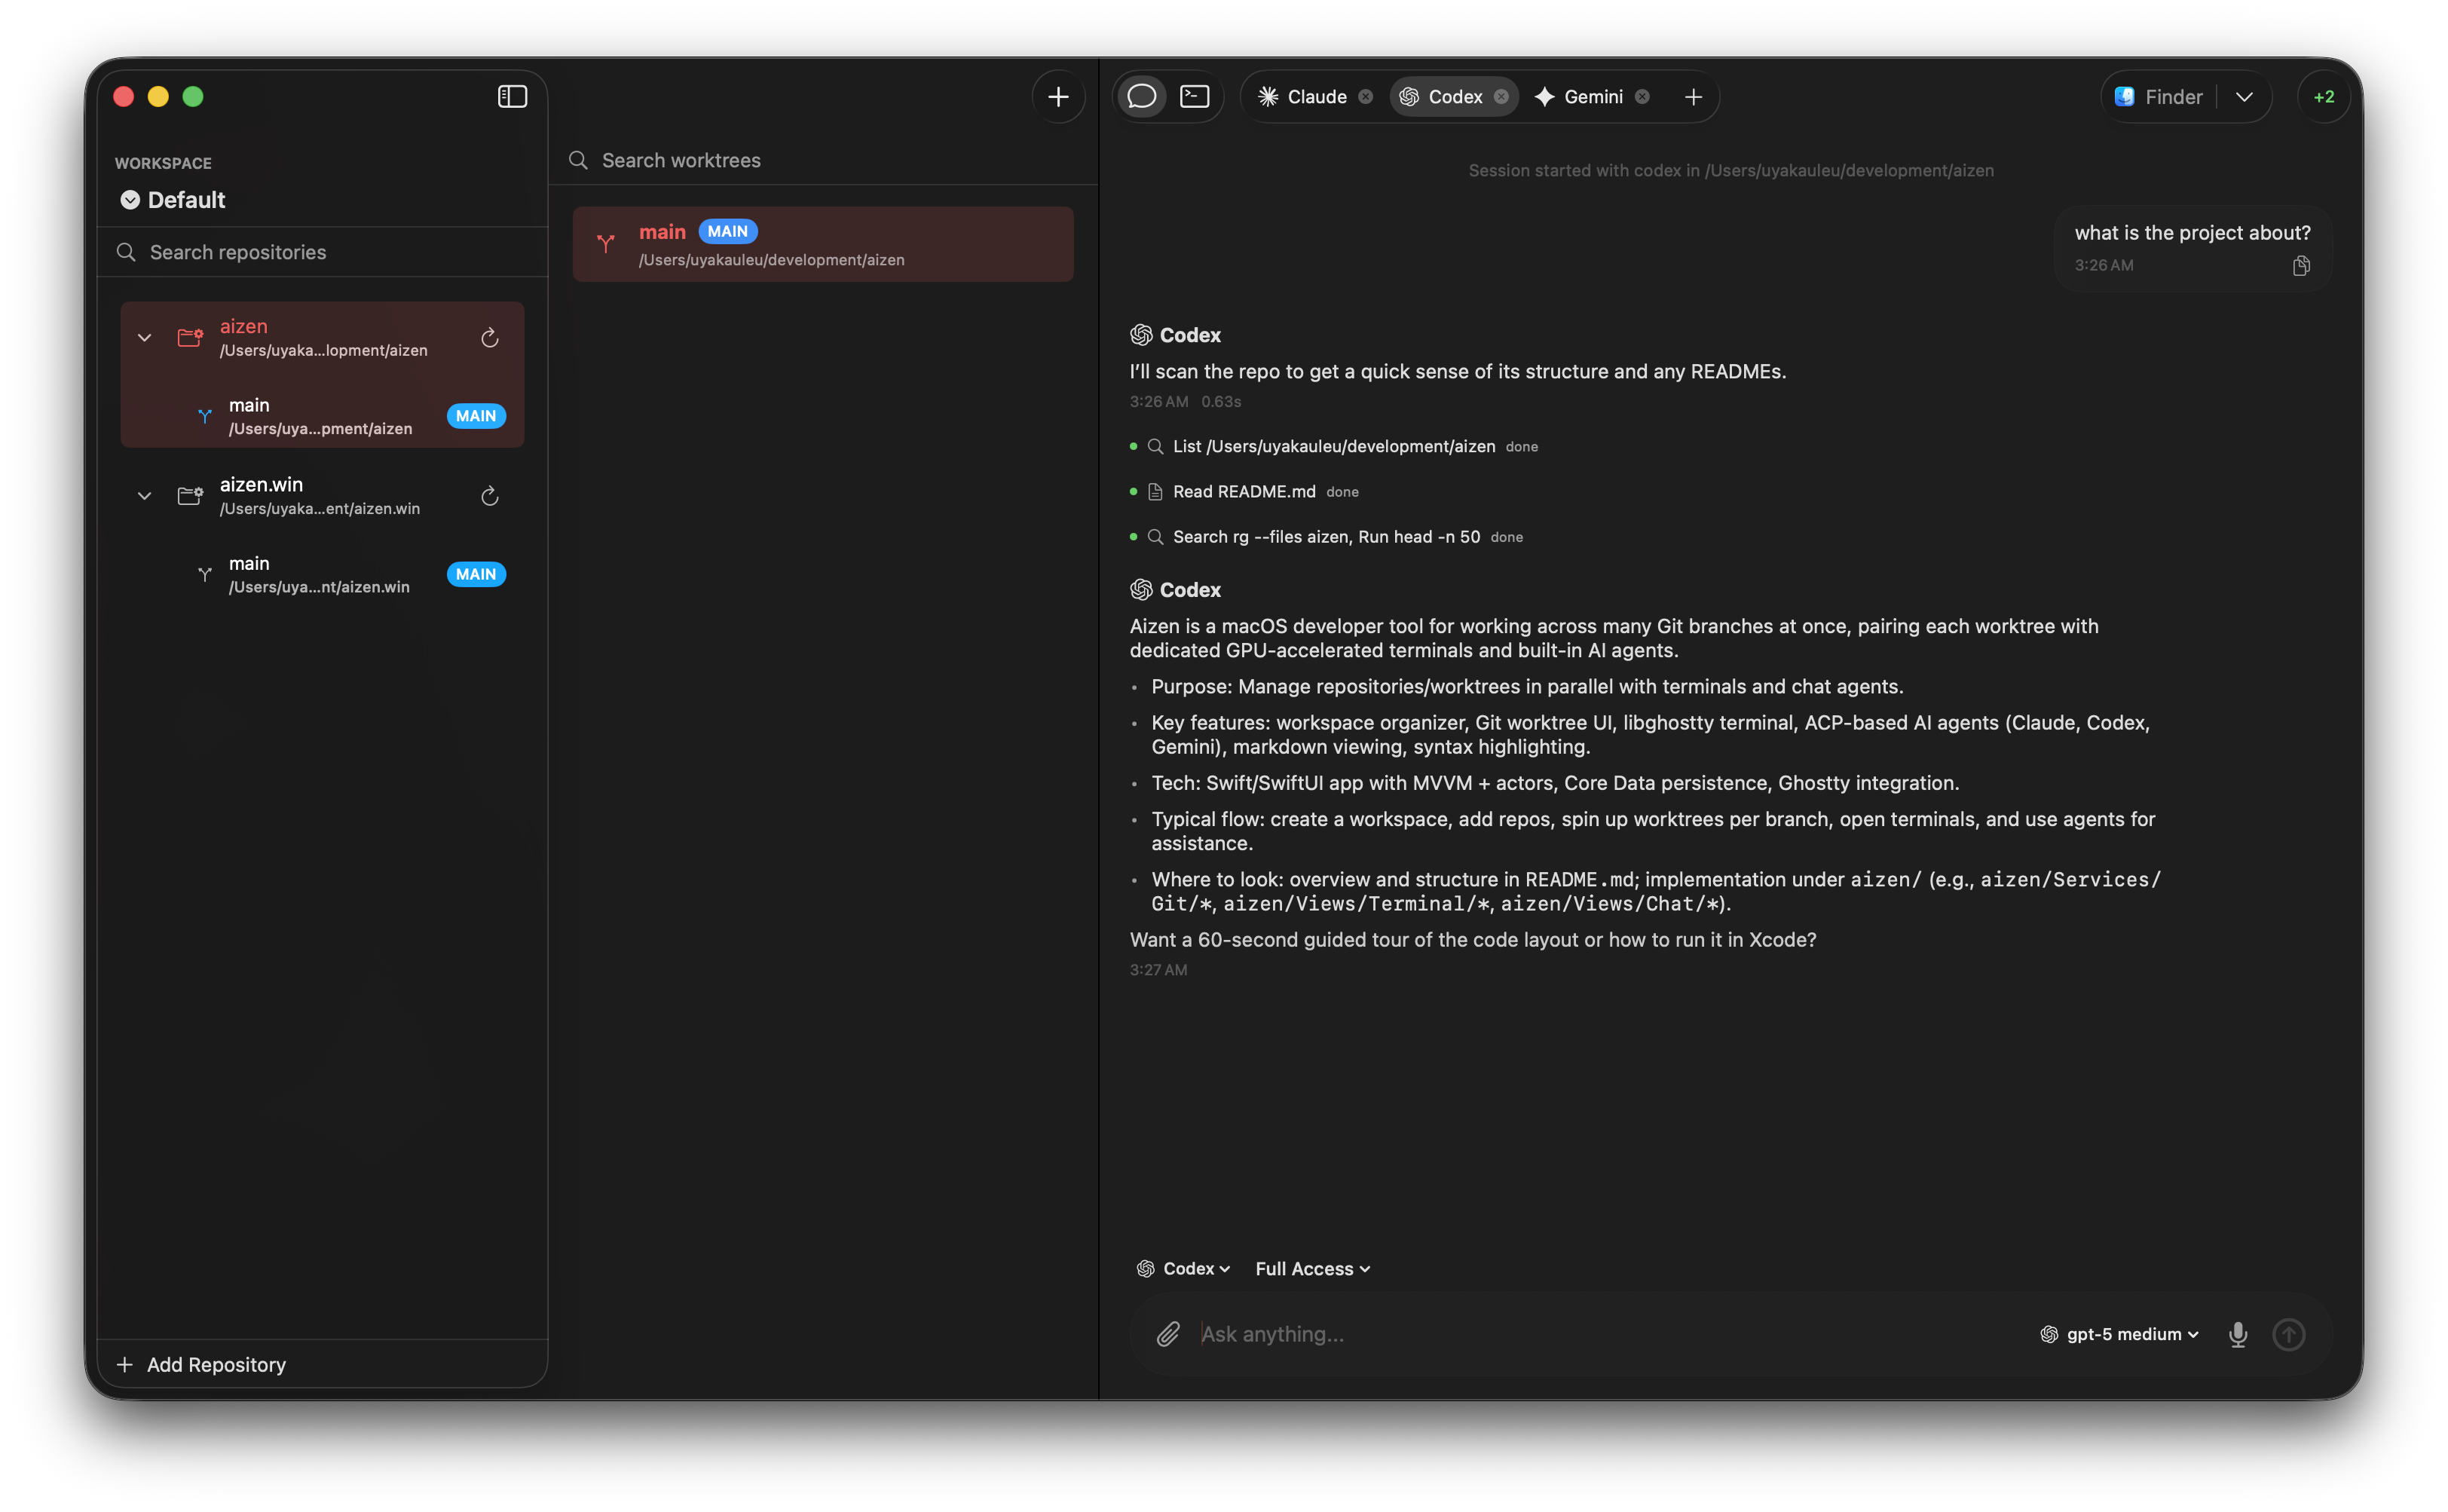 WORKSPACE
Default
Search repositories
aizen
/Users/uyaka...lopment/aizen
main
/Users/uya...pment/aizen
MAIN
aizen.win
/Users/uyaka...ent/aizen.win
main
/Users/uya...nt/aizen.win
MAIN
Add Repository
Search worktrees
main MAIN
/Users/uyakauleu/development/aizen
Claude Codex Gemini
Finder
+2
Session started with codex in /Users/uyakauleu/development/aizen
what is the project about?
3:26 AM
Codex
I’ll scan the repo to get a quick sense of its structure and any READMEs.
3:26 AM 0.63s
List /Users/uyakauleu/development/aizen done
Read README.md done
Search rg --files aizen, Run head -n 50 done
Codex
Aizen is a macOS developer tool for working across many Git branches at once, pairing each worktree with
dedicated GPU-accelerated terminals and built-in AI agents.
• Purpose: Manage repositories/worktrees in parallel with terminals and chat agents.
• Key features: workspace organizer, Git worktree UI, libghostty terminal, ACP-based AI agents (Claude, Codex,
Gemini), markdown viewing, syntax highlighting.
• Tech: Swift/SwiftUI app with MVVM + actors, Core Data persistence, Ghostty integration.
• Typical flow: create a workspace, add repos, spin up worktrees per branch, open terminals, and use agents for
assistance.
• Where to look: overview and structure in README.md; implementation under aizen/ (e.g., aizen/Services/
Git/*, aizen/Views/Terminal/*, aizen/Views/Chat/*).
Want a 60-second guided tour of the code layout or how to run it in Xcode?
3:27 AM
Codex Full Access
Ask anything...
gpt-5 medium